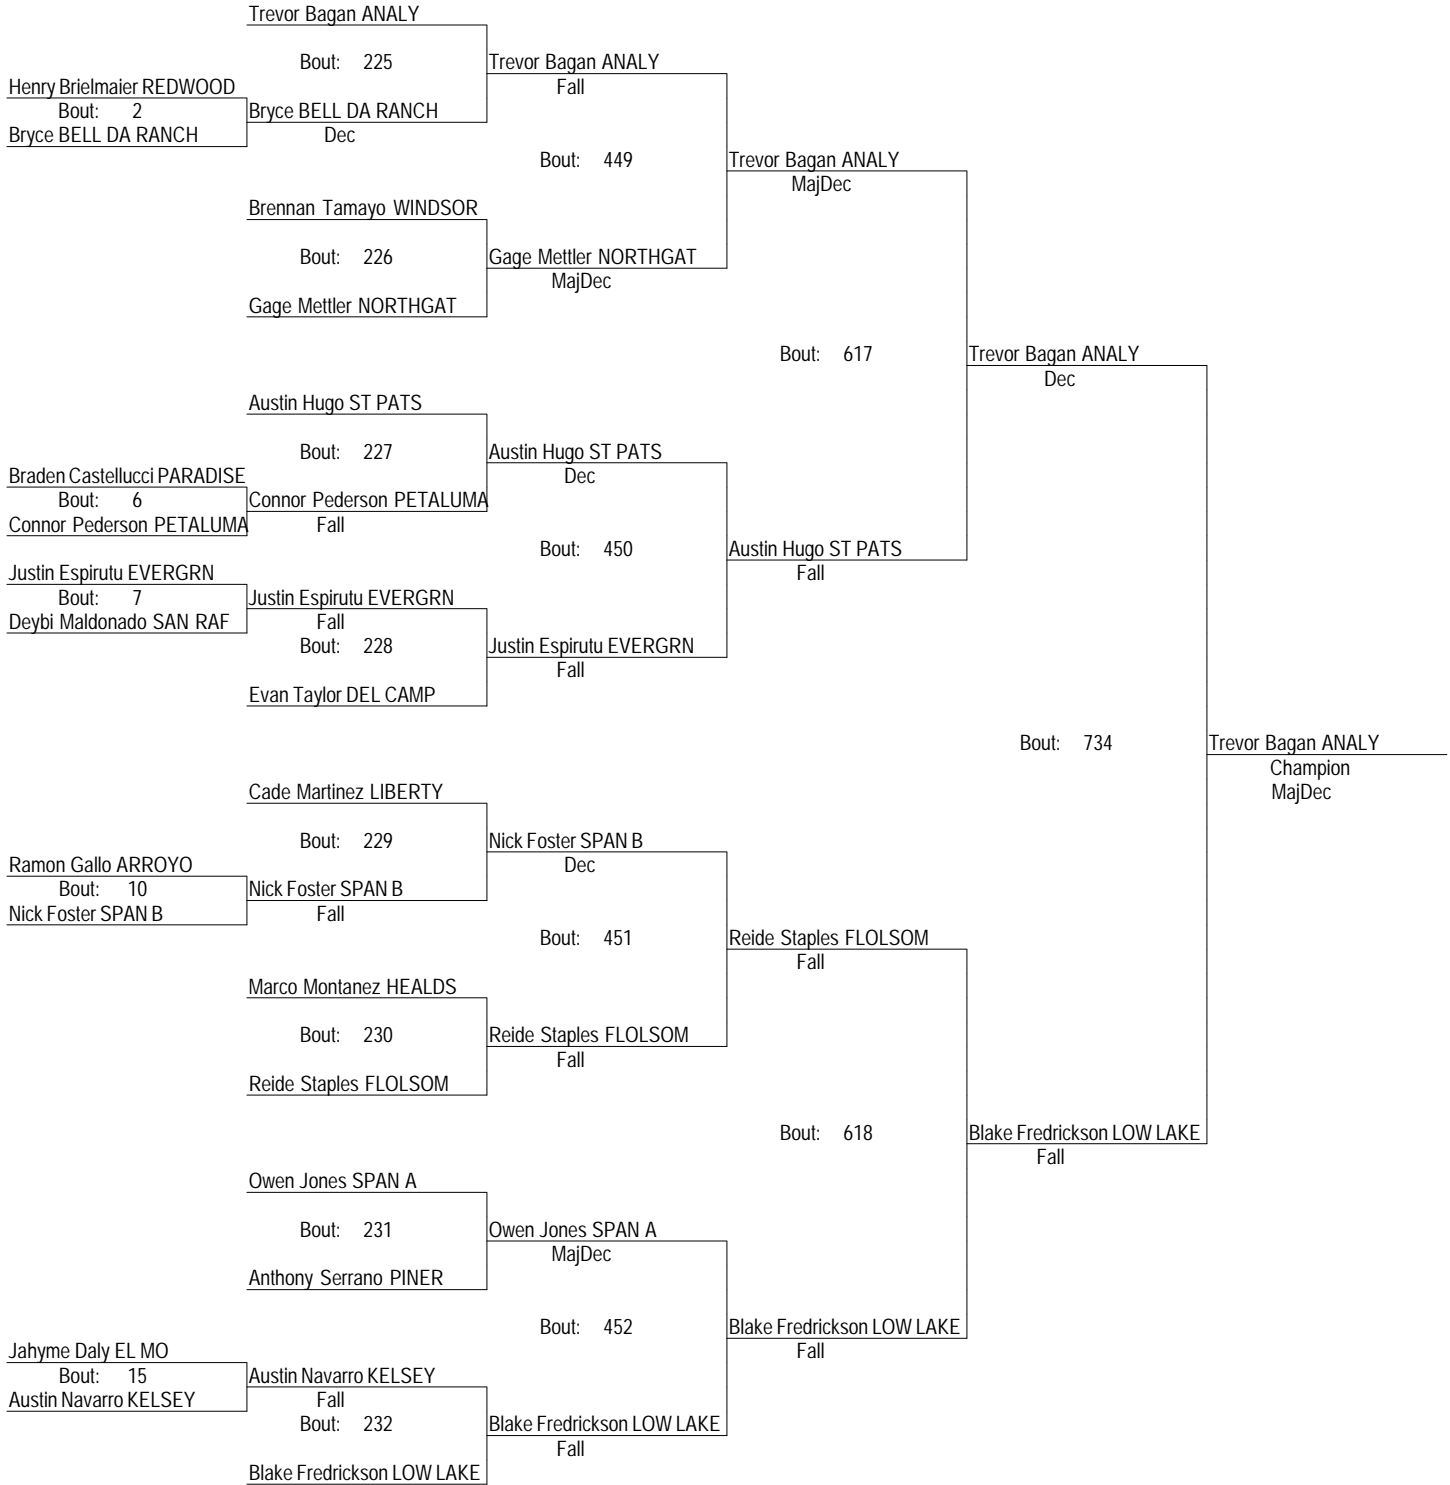 Trevor Bagan ANALY
Bout: 225
Trevor Bagan ANALY
Henry Brielmaier REDWOOD
Fall
Bout: 2
Bryce BELL DA RANCH
Bryce BELL DA RANCH
Dec
Bout: 449
Trevor Bagan ANALY
MajDec
Brennan Tamayo WINDSOR
Bout: 226
Gage Mettler NORTHGAT
MajDec
Gage Mettler NORTHGAT
Bout: 617
Trevor Bagan ANALY
Dec
Austin Hugo ST PATS
Bout: 227
Austin Hugo ST PATS
Braden Castellucci PARADISE
Dec
Bout: 6
Connor Pederson PETALUMA
Connor Pederson PETALUMA
Fall
Bout: 450
Austin Hugo ST PATS
Justin Espirutu EVERGRN
Fall
Bout: 7
Justin Espirutu EVERGRN
Deybi Maldonado SAN RAF
Fall
Bout: 228
Justin Espirutu EVERGRN
Fall
Evan Taylor DEL CAMP
Bout: 734
Trevor Bagan ANALY
Champion
MajDec
Cade Martinez LIBERTY
Bout: 229
Nick Foster SPAN B
Ramon Gallo ARROYO
Dec
Bout: 10
Nick Foster SPAN B
Nick Foster SPAN B
Fall
Bout: 451
Reide Staples FLOLSOM
Fall
Marco Montanez HEALDS
Bout: 230
Reide Staples FLOLSOM
Fall
Reide Staples FLOLSOM
Bout: 618
Blake Fredrickson LOW LAKE
Fall
Owen Jones SPAN A
Bout: 231
Owen Jones SPAN A
MajDec
Anthony Serrano PINER
Bout: 452
Blake Fredrickson LOW LAKE
Jahyme Daly EL MO
Fall
Bout: 15
Austin Navarro KELSEY
Austin Navarro KELSEY
Fall
Bout: 232
Blake Fredrickson LOW LAKE
Fall
Blake Fredrickson LOW LAKE